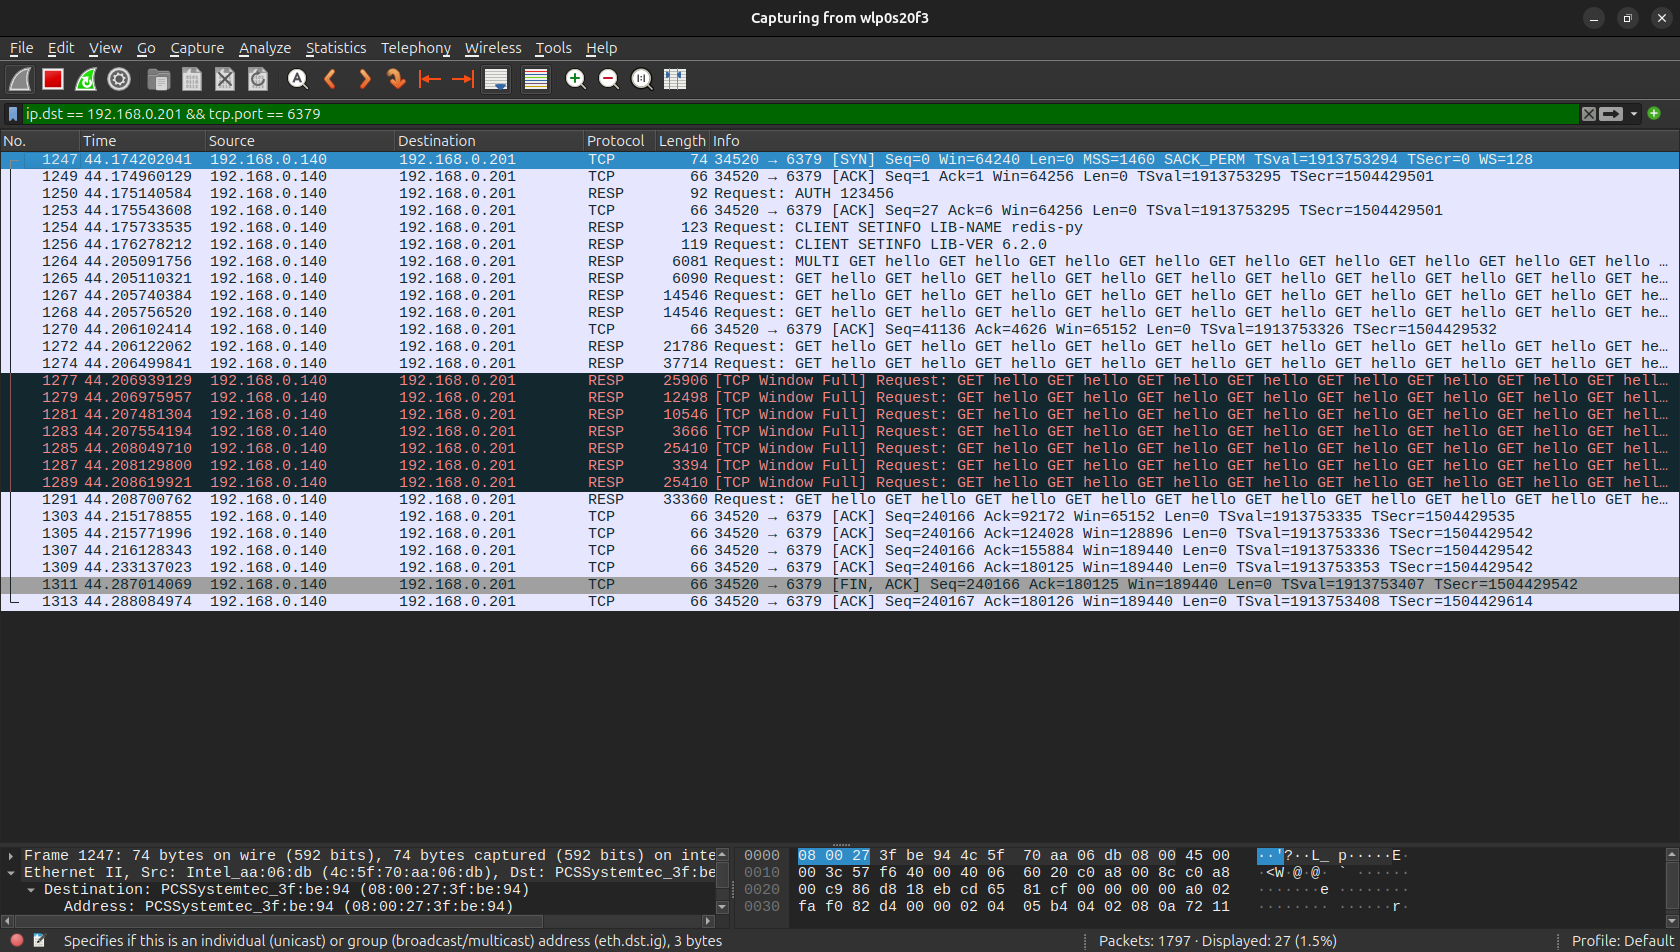 Capturing from wlp0s20f3
File Edit View Go Capture Analyze Statistics Telephony Wireless Tools Help
ip.dst == 192.168.0.201 && tcp.port == 6379
No. Time Source Destination Protocol Length Info
1247 44.174202041 192.168.0.140 192.168.0.201 TCP 74 34520 → 6379 [SYN] Seq=0 Win=64240 Len=0 MSS=1460 SACK_PERM TSval=1913753294 TSecr=0 WS=128
1249 44.174960129 192.168.0.140 192.168.0.201 TCP 66 34520 → 6379 [ACK] Seq=1 Ack=1 Win=64256 Len=0 TSval=1913753295 TSecr=1504429501
1250 44.175140584 192.168.0.140 192.168.0.201 RESP 92 Request: AUTH 123456
1253 44.175543608 192.168.0.140 192.168.0.201 TCP 66 34520 → 6379 [ACK] Seq=27 Ack=6 Win=64256 Len=0 TSval=1913753295 TSecr=1504429501
1254 44.175733535 192.168.0.140 192.168.0.201 RESP 123 Request: CLIENT SETINFO LIB-NAME redis-py
1256 44.176278212 192.168.0.140 192.168.0.201 RESP 119 Request: CLIENT SETINFO LIB-VER 6.2.0
1264 44.205091756 192.168.0.140 192.168.0.201 RESP 6081 Request: MULTI GET hello GET hello GET hello GET hello GET hello GET hello GET hello GET hello GET hello …
1265 44.205110321 192.168.0.140 192.168.0.201 RESP 6090 Request: GET hello GET hello GET hello GET hello GET hello GET hello GET hello GET hello GET hello GET he…
1267 44.205740384 192.168.0.140 192.168.0.201 RESP 14546 Request: GET hello GET hello GET hello GET hello GET hello GET hello GET hello GET hello GET hello GET he…
1268 44.205756520 192.168.0.140 192.168.0.201 RESP 14546 Request: GET hello GET hello GET hello GET hello GET hello GET hello GET hello GET hello GET hello GET he…
1270 44.206102414 192.168.0.140 192.168.0.201 TCP 66 34520 → 6379 [ACK] Seq=41136 Ack=4626 Win=65152 Len=0 TSval=1913753326 TSecr=1504429532
1272 44.206122062 192.168.0.140 192.168.0.201 RESP 21786 Request: GET hello GET hello GET hello GET hello GET hello GET hello GET hello GET hello GET hello GET he…
1274 44.206499841 192.168.0.140 192.168.0.201 RESP 37714 Request: GET hello GET hello GET hello GET hello GET hello GET hello GET hello GET hello GET hello GET he…
1277 44.206939129 192.168.0.140 192.168.0.201 RESP 25906 [TCP Window Full] Request: GET hello GET hello GET hello GET hello GET hello GET hello GET hello GET hell…
1279 44.206975957 192.168.0.140 192.168.0.201 RESP 12498 [TCP Window Full] Request: GET hello GET hello GET hello GET hello GET hello GET hello GET hello GET hell…
1281 44.207481304 192.168.0.140 192.168.0.201 RESP 10546 [TCP Window Full] Request: GET hello GET hello GET hello GET hello GET hello GET hello GET hello GET hell…
1283 44.207554194 192.168.0.140 192.168.0.201 RESP 3666 [TCP Window Full] Request: GET hello GET hello GET hello GET hello GET hello GET hello GET hello GET hell…
1285 44.208049710 192.168.0.140 192.168.0.201 RESP 25410 [TCP Window Full] Request: GET hello GET hello GET hello GET hello GET hello GET hello GET hello GET hell…
1287 44.208129800 192.168.0.140 192.168.0.201 RESP 3394 [TCP Window Full] Request: GET hello GET hello GET hello GET hello GET hello GET hello GET hello GET hell…
1289 44.208619921 192.168.0.140 192.168.0.201 RESP 25410 [TCP Window Full] Request: GET hello GET hello GET hello GET hello GET hello GET hello GET hello GET hell…
1291 44.208700762 192.168.0.140 192.168.0.201 RESP 33360 Request: GET hello GET hello GET hello GET hello GET hello GET hello GET hello GET hello GET hello GET he…
1303 44.215178855 192.168.0.140 192.168.0.201 TCP 66 34520 → 6379 [ACK] Seq=240166 Ack=92172 Win=65152 Len=0 TSval=1913753335 TSecr=1504429535
1305 44.215771996 192.168.0.140 192.168.0.201 TCP 66 34520 → 6379 [ACK] Seq=240166 Ack=124028 Win=128896 Len=0 TSval=1913753336 TSecr=1504429542
1307 44.216128343 192.168.0.140 192.168.0.201 TCP 66 34520 → 6379 [ACK] Seq=240166 Ack=155884 Win=189440 Len=0 TSval=1913753336 TSecr=1504429542
1309 44.233137023 192.168.0.140 192.168.0.201 TCP 66 34520 → 6379 [ACK] Seq=240166 Ack=180125 Win=189440 Len=0 TSval=1913753353 TSecr=1504429542
1311 44.287014069 192.168.0.140 192.168.0.201 TCP 66 34520 → 6379 [FIN, ACK] Seq=240166 Ack=180125 Win=189440 Len=0 TSval=1913753407 TSecr=1504429542
1313 44.288084974 192.168.0.140 192.168.0.201 TCP 66 34520 → 6379 [ACK] Seq=240167 Ack=180126 Win=189440 Len=0 TSval=1913753408 TSecr=1504429614
Frame 1247: 74 bytes on wire (592 bits), 74 bytes captured (592 bits) on inte
Ethernet II, Src: Intel_aa:06:db (4c:5f:70:aa:06:db), Dst: PCSSystemtec_3f:be
Destination: PCSSystemtec_3f:be:94 (08:00:27:3f:be:94)
Address: PCSSystemtec_3f:be:94 (08:00:27:3f:be:94)
0000 08 00 27 3f be 94 4c 5f 70 aa 06 db 08 00 45 00 ··'?··L_ p·····E·
0010 00 3c 57 f6 40 00 40 06 60 20 c0 a8 00 8c c0 a8 ·<W·@·@· ` ······
0020 00 c9 86 d8 18 eb cd 65 81 cf 00 00 00 00 a0 02 ·······e ········
0030 fa f0 82 d4 00 00 02 04 05 b4 04 02 08 0a 72 11 ········ ······r·
Specifies if this is an individual (unicast) or group (broadcast/multicast) address (eth.dst.ig), 3 bytes
Packets: 1797 · Displayed: 27 (1.5%)
Profile: Default